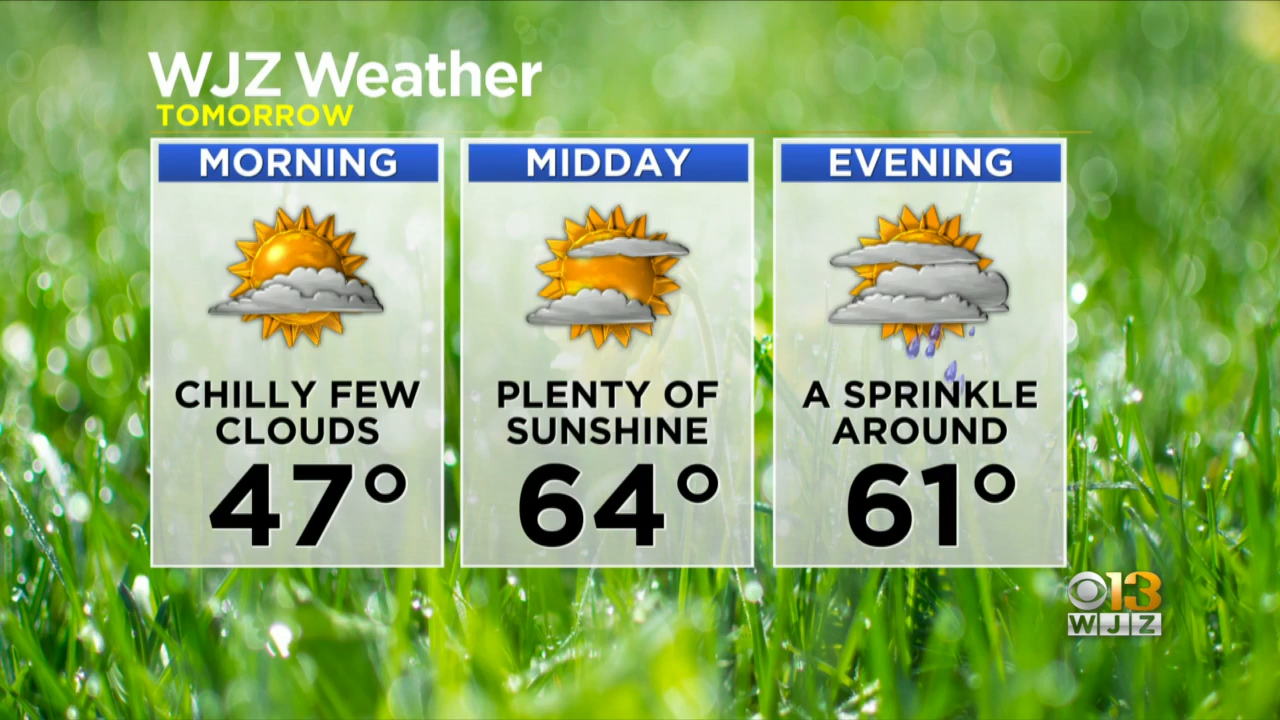 WJZ Weather
TOMORROW
MORNING
CHILLY FEW
CLOUDS
47°
MIDDAY
PLENTY OF
SUNSHINE
64°
EVENING
A SPRINKLE
AROUND
61°
13
WJZ